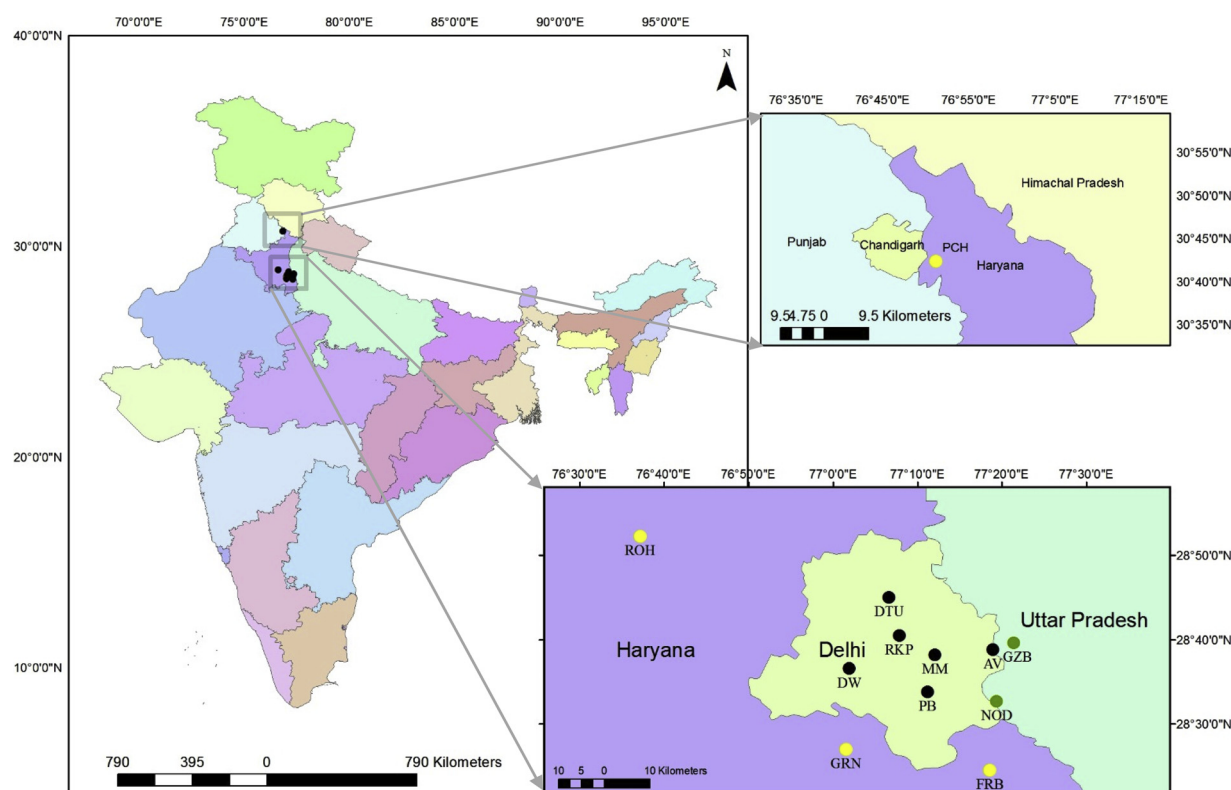 70°0'0"E 75°0'0"E 80°0'0"E 85°0'0"E 90°0'0"E 95°0'0"E
40°0'0"N
30°0'0"N
20°0'0"N
10°0'0"N
N
790 395 0 790 Kilometers
76°35'0"E 76°45'0"E 76°55'0"E 77°5'0"E 77°15'0"E
30°55'0"N
30°50'0"N
30°45'0"N
30°40'0"N
30°35'0"N
Himachal Pradesh
Punjab
Chandigarh
PCH
Haryana
9.54.75 0 9.5 Kilometers
76°30'0"E 76°40'0"E 76°50'0"E 77°0'0"E 77°10'0"E 77°20'0"E 77°30'0"E
28°50'0"N
28°40'0"N
28°30'0"N
ROH
DTU
Uttar Pradesh
Haryana
Delhi
RKP
MM
AV
GZB
DW
PB
NOD
GRN
FRB
10 5 0 10 Kilometers